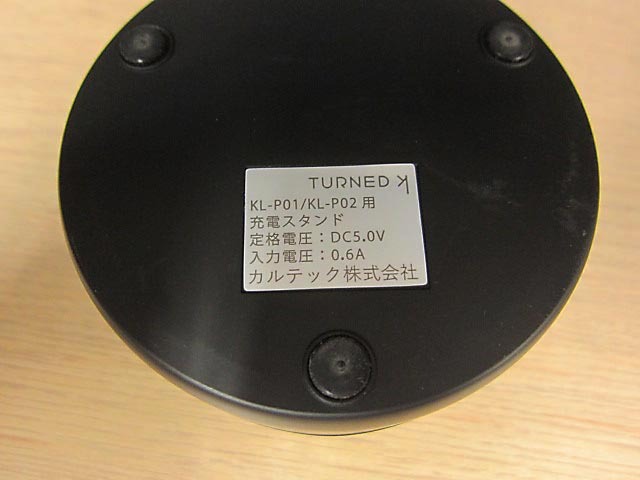 TURNED K
KL-P01/KL-P02 用
充電スタンド
定格電圧：DC5.0V
入力電圧：0.6A
カルテック株式会社